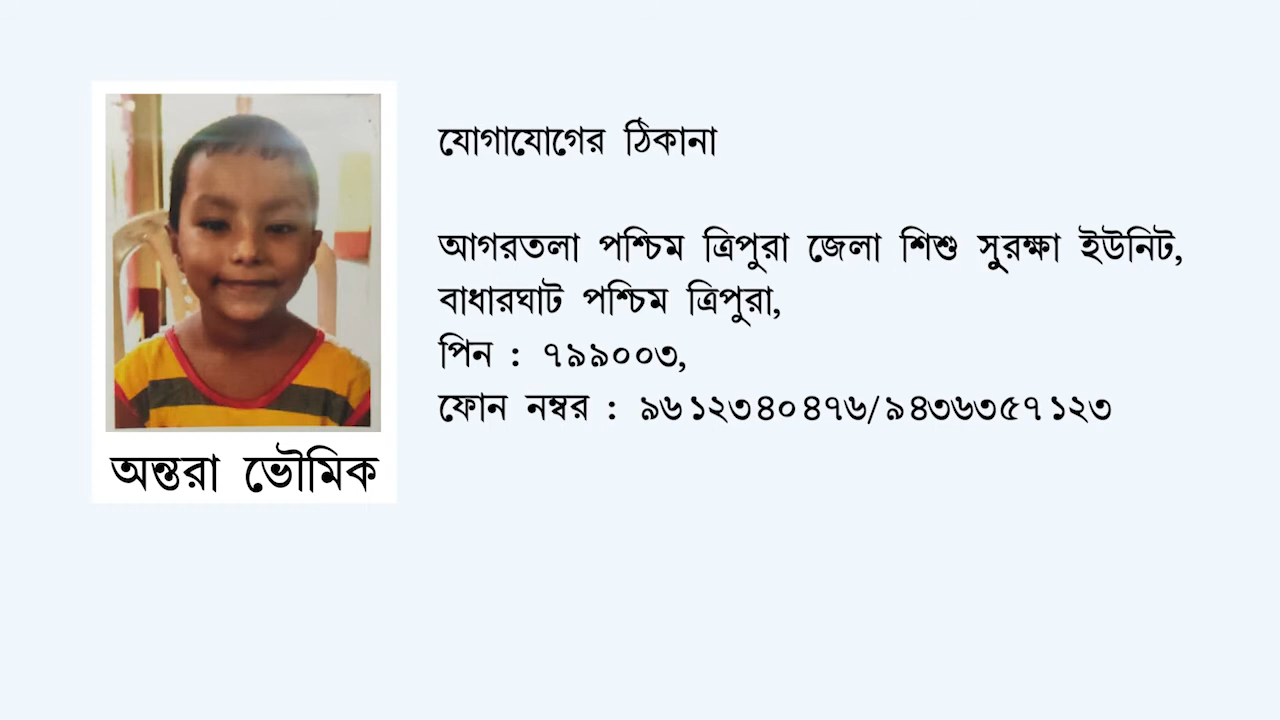 অন্তরা ভৌমিক
যোগাযোগের ঠিকানা
আগরতলা পশ্চিম ত্রিপুরা জেলা শিশু সুরক্ষা ইউনিট,
বাধারঘাট পশ্চিম ত্রিপুরা,
পিন : ৭৯৯০০৩,
ফোন নম্বর : ৯৬১২৩৪০৪৭৬/৯৪৩৬৩৫৭১২৩